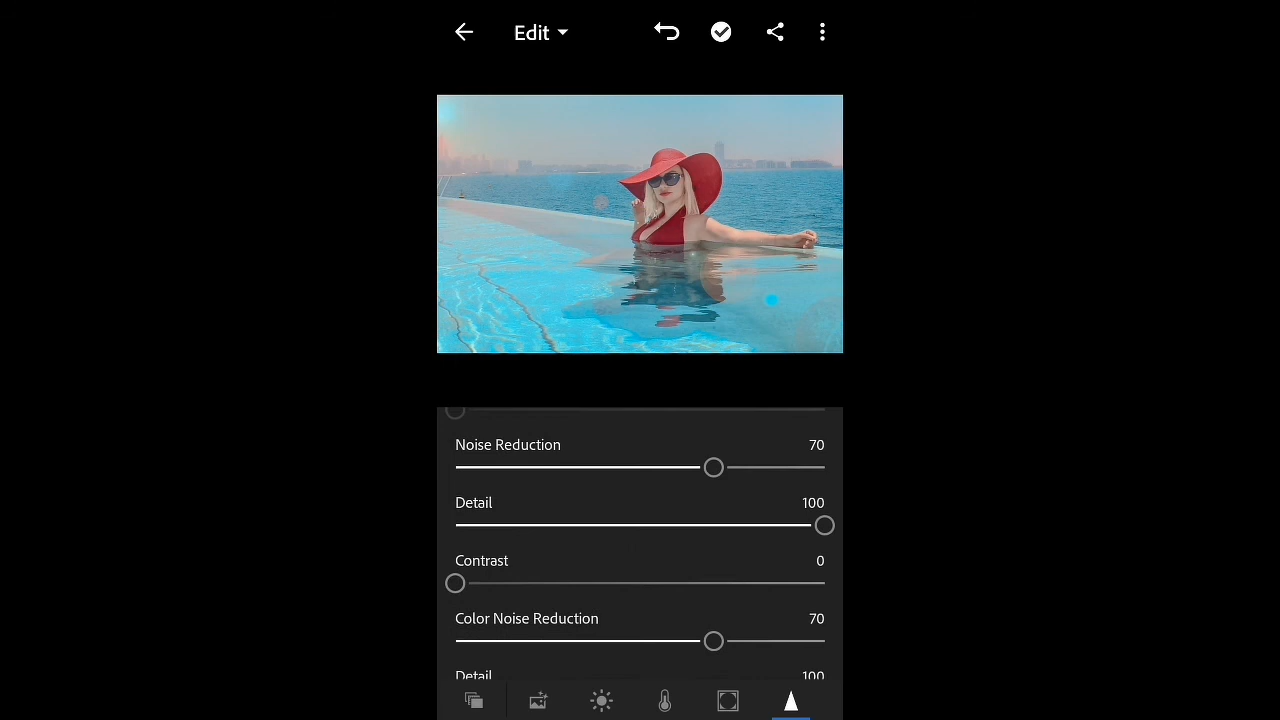 Edit
Noise Reduction 70
Detail 100
Contrast 0
Color Noise Reduction 70
Detail 100